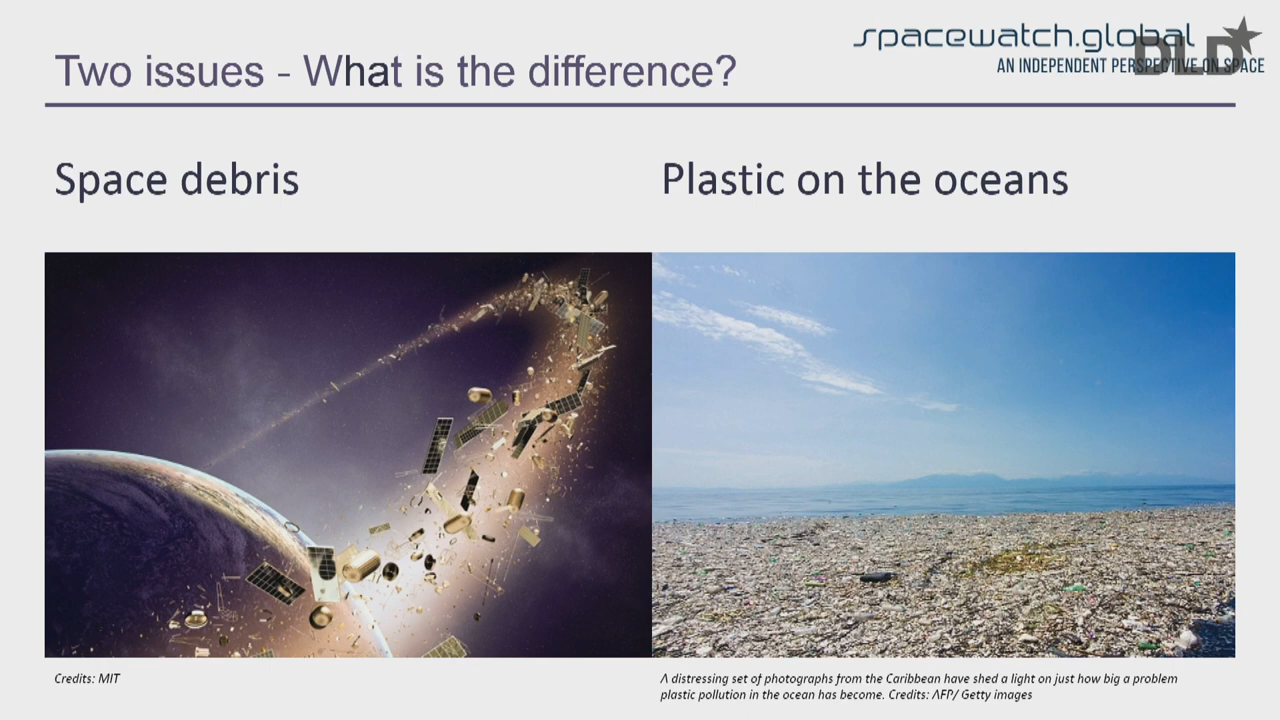 spacewatch.global
DLD
AN INDEPENDENT PERSPECTIVE ON SPACE
Two issues - What is the difference?
Space debris
Plastic on the oceans
Credits: MIT
A distressing set of photographs from the Caribbean have shed a light on just how big a problem
plastic pollution in the ocean has become. Credits: AFP/ Getty images